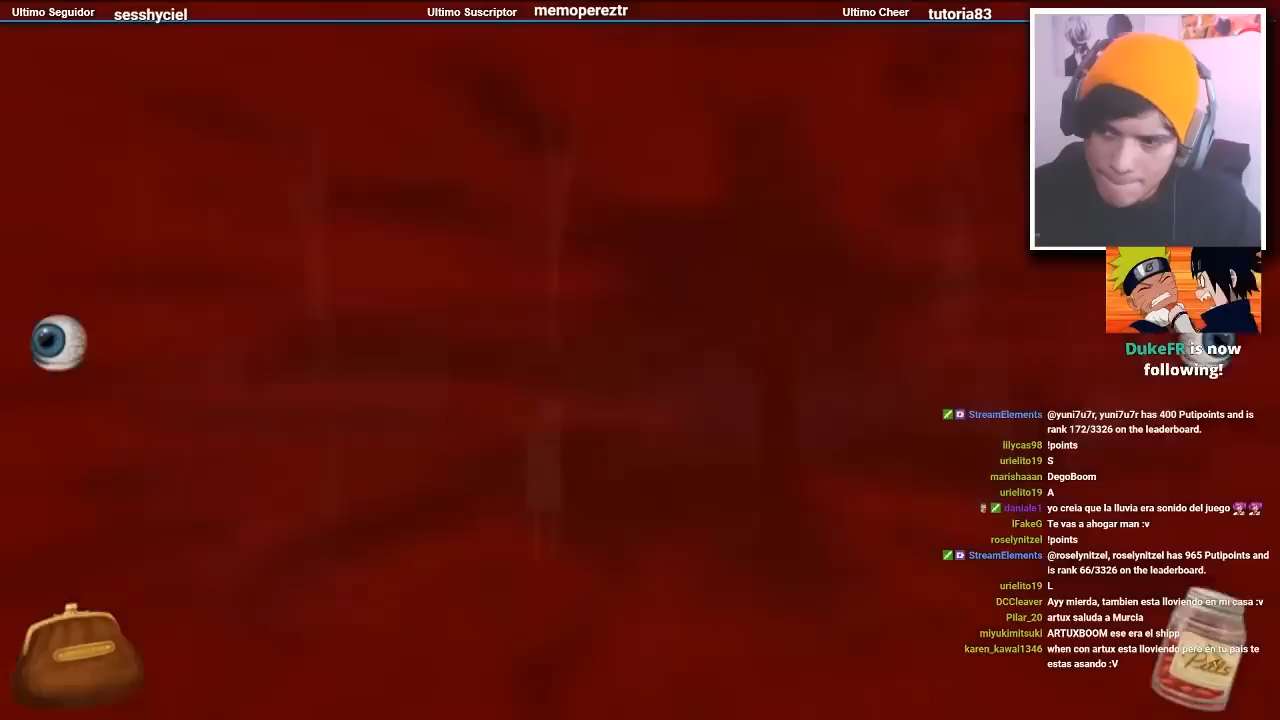 Ultimo Seguidor sesshyciel Ultimo Suscriptor memopereztr Ultimo Cheer tutoria83
DukeFR is now
following!
StreamElements @yuni7u7r, yuni7u7r has 400 Putipoints and is
rank 172/3326 on the leaderboard.
lilycas98 !points
urielito19 S
marishaaan DegoBoom
urielito19 A
daniale1 yo creia que la lluvia era sonido del juego
IFakeG Te vas a ahogar man :v
roselynitzel !points
StreamElements @roselynitzel, roselynitzel has 965 Putipoints and
is rank 66/3326 on the leaderboard.
urielito19 L
DCCleaver Ayy mierda, tambien esta lloviendo en mi casa :v
Pilar_20 artux saluda a Murcia
miyukimitsuki ARTUXBOOM ese era el shipp
karen_kawal1346 when con artux esta lloviendo pero en tu pais te
estas asando :V
Pills